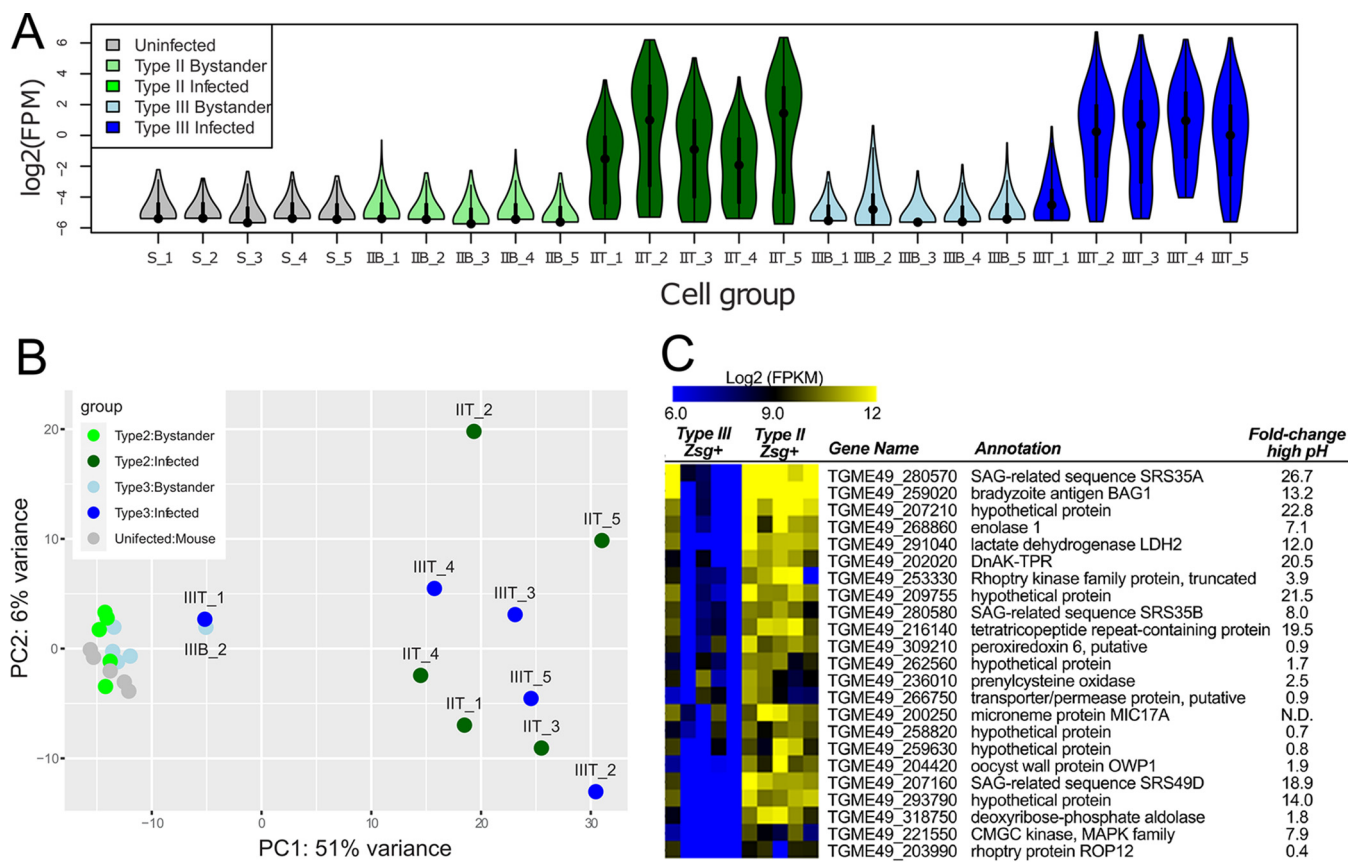 A
log2(FPM)
6
4
2
0
-2
-4
-6
Uninfected
Type II Bystander
Type II Infected
Type III Bystander
Type III Infected
S_1 S_2 S_3 S_4 S_5 IIB_1 IIB_2 IIB_3 IIB_4 IIB_5 IIT_1 IIT_2 IIT_3 IIT_4 IIT_5 IIIB_1 IIIB_2 IIIB_3 IIIB_4 IIIB_5 IIIT_1 IIIT_2 IIIT_3 IIIT_4 IIIT_5
Cell group
B
PC2: 6% variance
20
10
0
−10
group
Type2:Bystander
Type2:Infected
Type3:Bystander
Type3:Infected
Unifected:Mouse
IIT_2
IIT_5
IIIT_4
IIIT_3
IIIT_1
IIIB_2
IIT_4
IIIT_5
IIT_1
IIT_3
IIIT_2
−10 0 10 20 30
PC1: 51% variance
C
Log2 (FPKM)
6.0 9.0 12
Type III Zsg+ Type II Zsg+ Gene Name Annotation Fold-change high pH
TGME49_280570 SAG-related sequence SRS35A 26.7
TGME49_259020 bradyzoite antigen BAG1 13.2
TGME49_207210 hypothetical protein 22.8
TGME49_268860 enolase 1 7.1
TGME49_291040 lactate dehydrogenase LDH2 12.0
TGME49_202020 DnAK-TPR 20.5
TGME49_253330 Rhoptry kinase family protein, truncated 3.9
TGME49_209755 hypothetical protein 21.5
TGME49_280580 SAG-related sequence SRS35B 8.0
TGME49_216140 tetratricopeptide repeat-containing protein 19.5
TGME49_309210 peroxiredoxin 6, putative 0.9
TGME49_262560 hypothetical protein 1.7
TGME49_236010 prenylcysteine oxidase 2.5
TGME49_266750 transporter/permease protein, putative 0.9
TGME49_200250 microneme protein MIC17A N.D.
TGME49_258820 hypothetical protein 0.7
TGME49_259630 hypothetical protein 0.8
TGME49_204420 oocyst wall protein OWP1 1.9
TGME49_207160 SAG-related sequence SRS49D 18.9
TGME49_293790 hypothetical protein 14.0
TGME49_318750 deoxyribose-phosphate aldolase 1.8
TGME49_221550 CMGC kinase, MAPK family 7.9
TGME49_203990 rhoptry protein ROP12 0.4